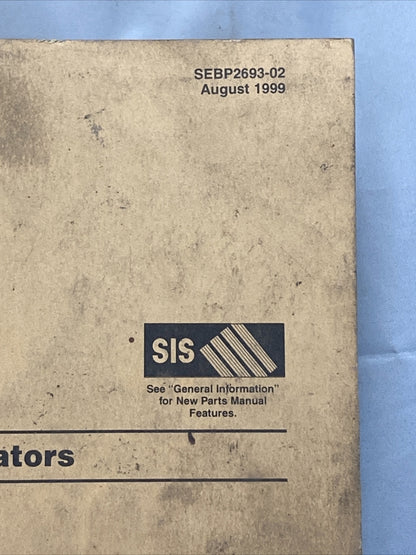 SEBP2693-02
August 1999
SIS
See "General Information"
for New Parts Manual
Features.
ators